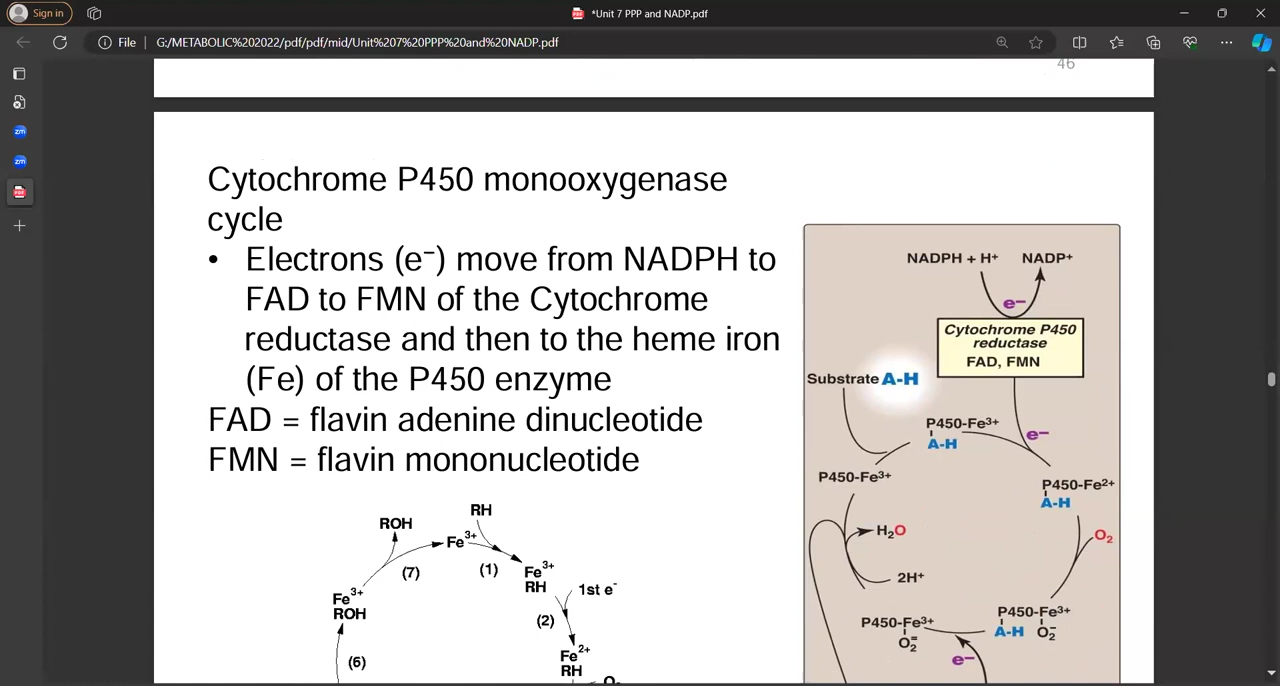 Sign in
*Unit 7 PPP and NADP.pdf
File
G:/METABOLIC%202022/pdf/pdf/mid/Unit%207%20PPP%20and%20NADP.pdf
zm
zm
PDF
46
Cytochrome P450 monooxygenase
cycle
• Electrons (e⁻) move from NADPH to
FAD to FMN of the Cytochrome
reductase and then to the heme iron
(Fe) of the P450 enzyme
FAD = flavin adenine dinucleotide
FMN = flavin mononucleotide
RH
ROH
Fe³⁺
(7)
(1)
Fe³⁺
RH
1st e⁻
Fe³⁺
ROH
(2)
(6)
Fe²⁺
RH
NADPH + H⁺
NADP⁺
e⁻
Cytochrome P450
reductase
FAD, FMN
Substrate A-H
P450-Fe³⁺
A-H
e⁻
P450-Fe³⁺
P450-Fe²⁺
A-H
H₂O
O₂
2H⁺
P450-Fe³⁺
A-H O₂⁻
P450-Fe³⁺
O₂⁼
e⁻